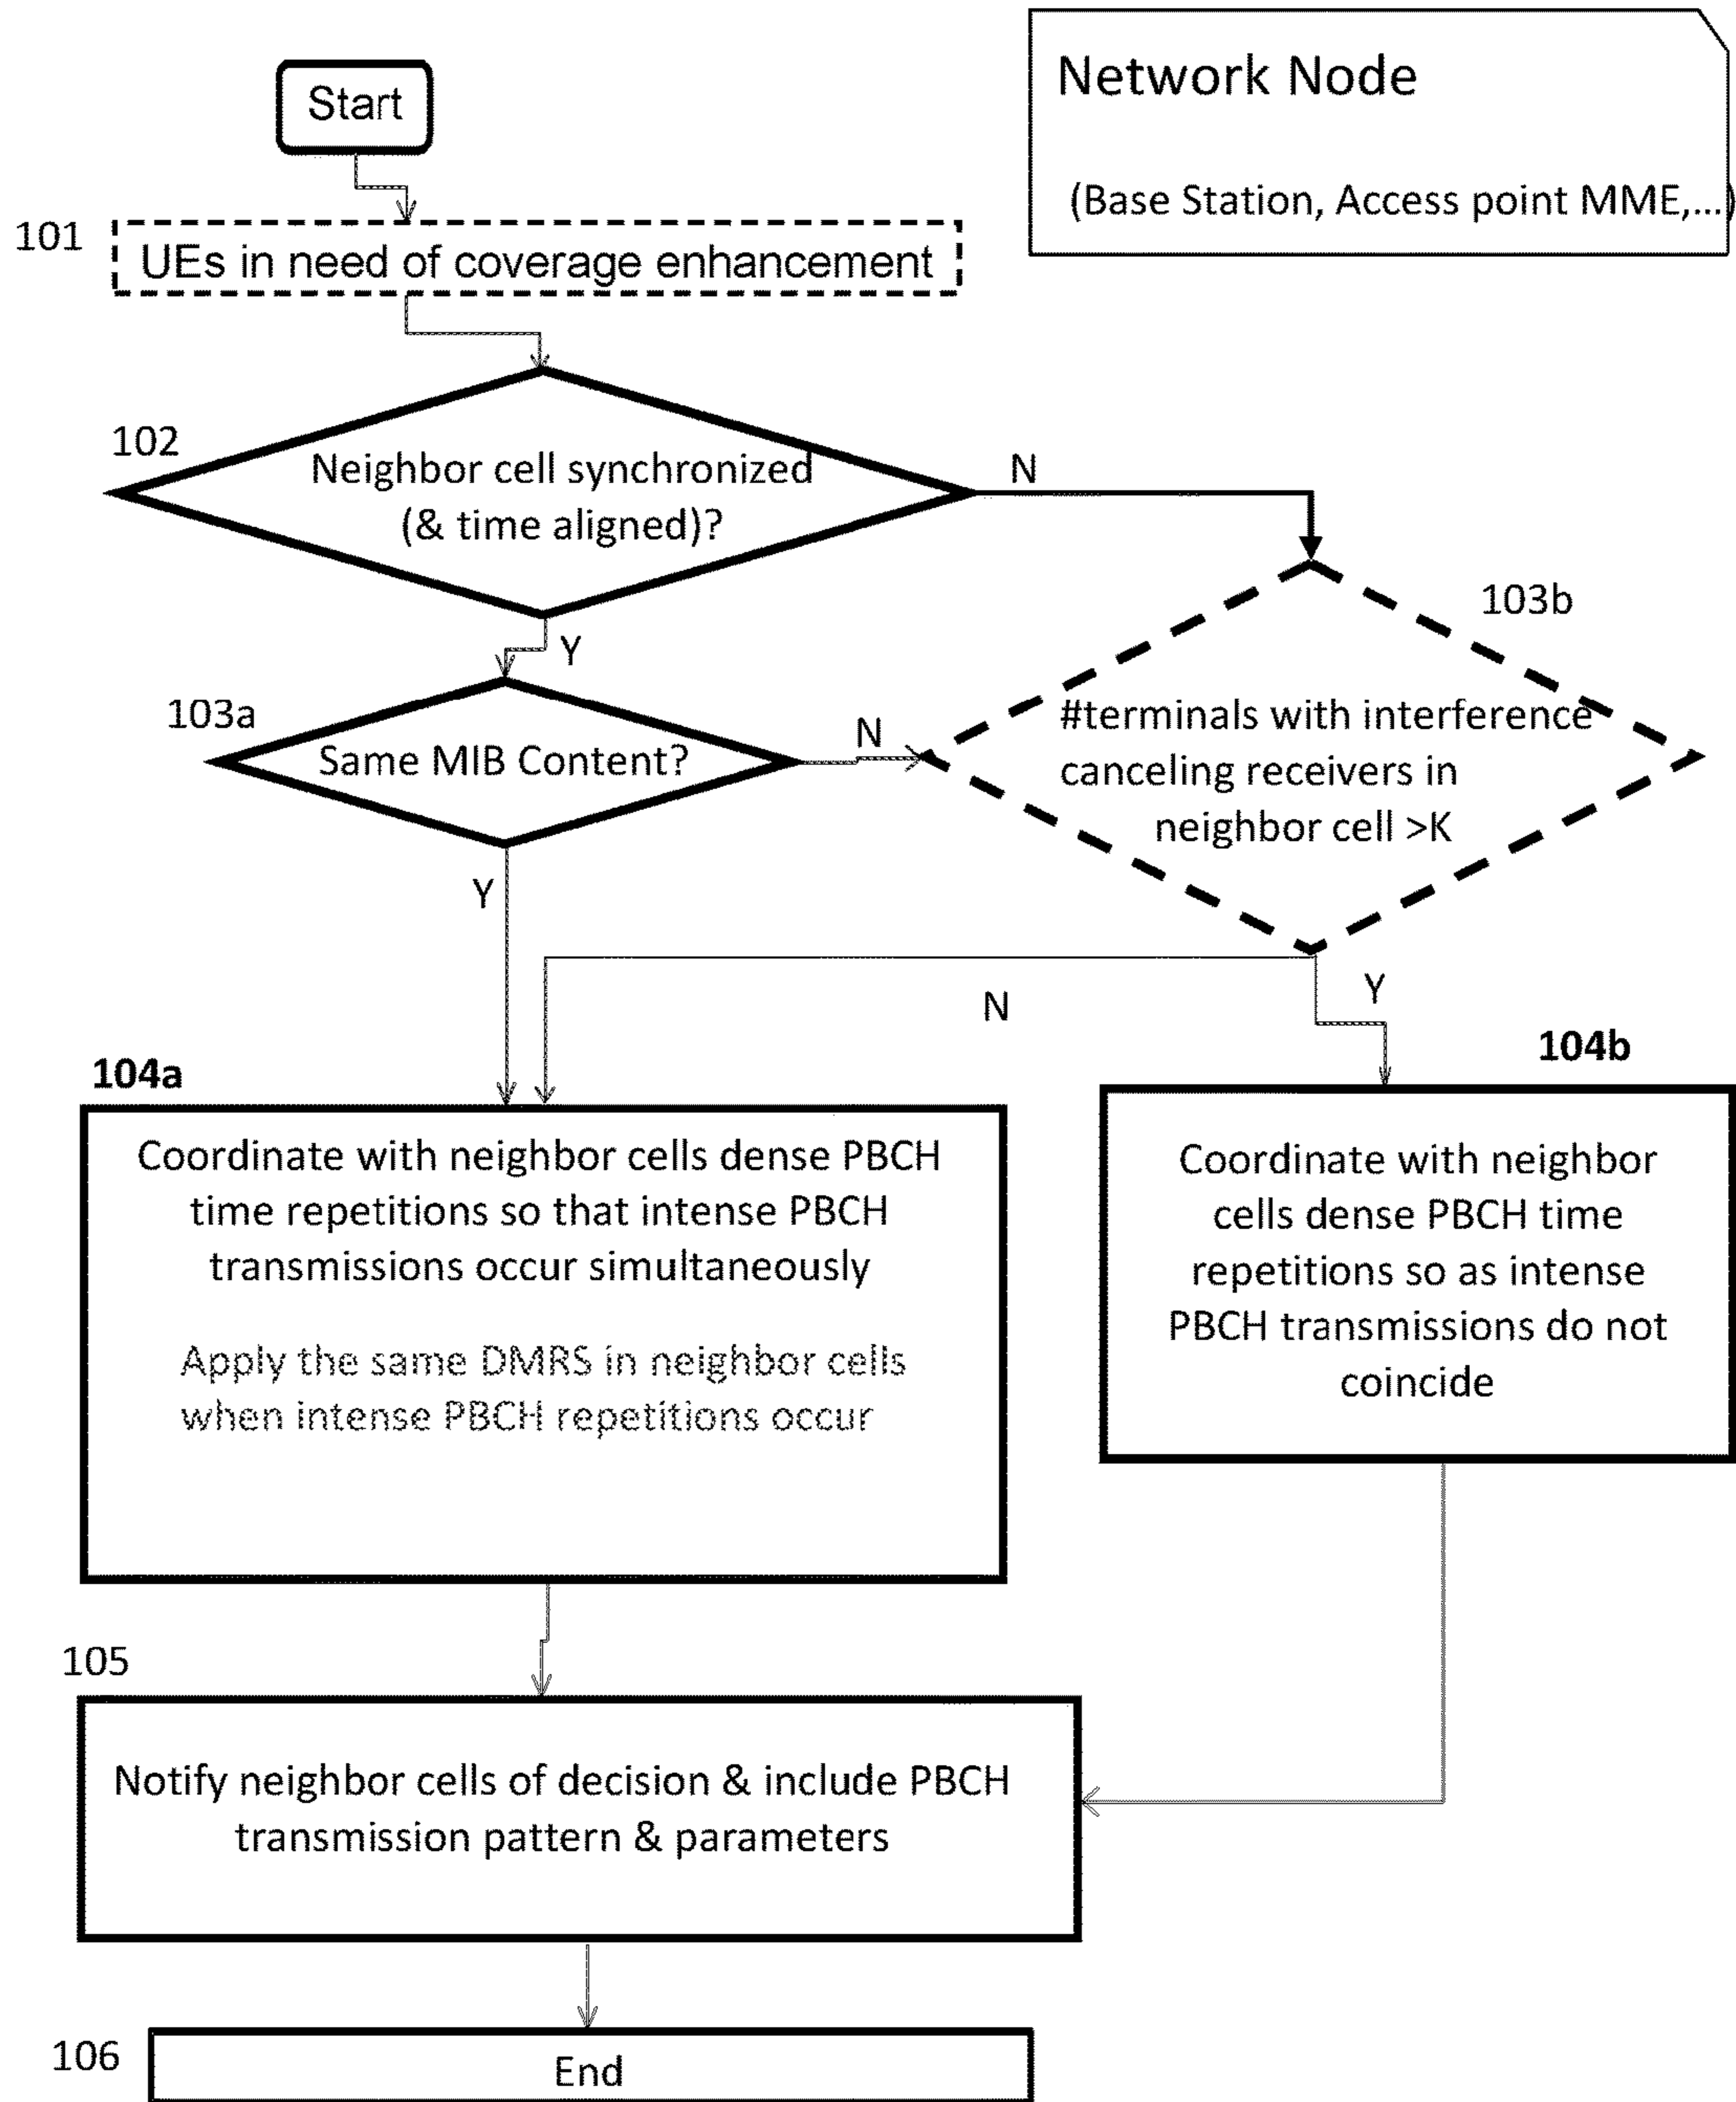 Network Node
(Base Station, Access point MME,...)
Start
101
UEs in need of coverage enhancement
102
Neighbor cell synchronized
(& time aligned)?
N
Y
103b
#terminals with interference
canceling receivers in
neighbor cell >K
103a
Same MIB Content?
N
Y
N
Y
104a
Coordinate with neighbor cells dense PBCH
time repetitions so that intense PBCH
transmissions occur simultaneously
Apply the same DMRS in neighbor cells
when intense PBCH repetitions occur
104b
Coordinate with neighbor
cells dense PBCH time
repetitions so as intense
PBCH transmissions do not
coincide
105
Notify neighbor cells of decision & include PBCH
transmission pattern & parameters
106
End